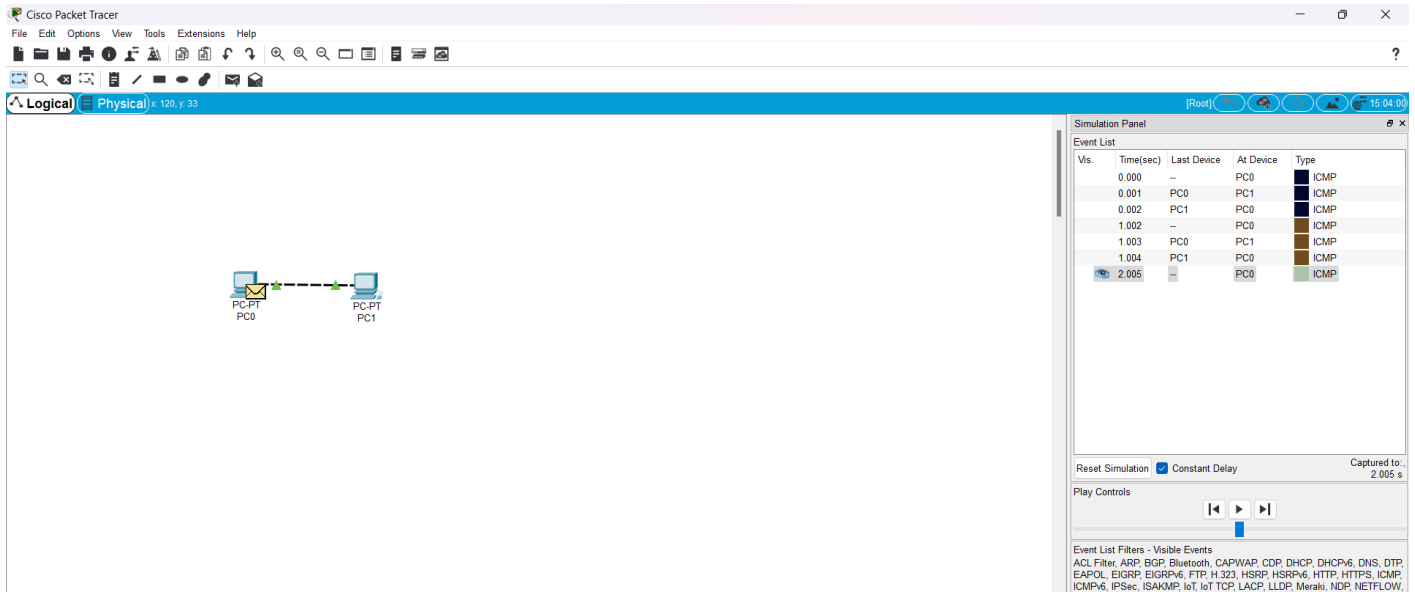 Cisco Packet Tracer
File Edit Options View Tools Extensions Help
?
Logical Physical x: 120, y: 33 [Root] 15:04:00
Simulation Panel
Event List
Vis. Time(sec) Last Device At Device Type
0.000 -- PC0 ICMP
0.001 PC0 PC1 ICMP
0.002 PC1 PC0 ICMP
1.002 -- PC0 ICMP
1.003 PC0 PC1 ICMP
1.004 PC1 PC0 ICMP
2.005 -- PC0 ICMP
PC-PT
PC0
PC-PT
PC1
Reset Simulation Constant Delay Captured to:
2.005 s
Play Controls
Event List Filters - Visible Events
ACL Filter, ARP, BGP, Bluetooth, CAPWAP, CDP, DHCP, DHCPv6, DNS, DTP,
EAPOL, EIGRP, EIGRPv6, FTP, H.323, HSRP, HSRPv6, HTTP, HTTPS, ICMP,
ICMPv6, IPSec, ISAKMP, IoT, IoT TCP, LACP, LLDP, Meraki, NDP, NETFLOW,